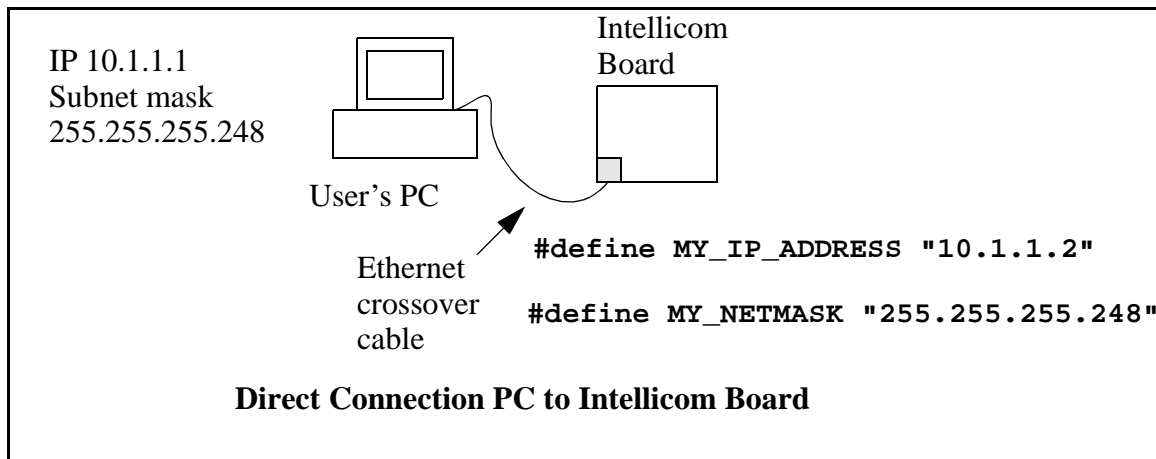 IP 10.1.1.1
Subnet mask
255.255.255.248
Intellicom
Board
User’s PC
Ethernet
crossover
cable
#define MY_IP_ADDRESS "10.1.1.2"
#define MY_NETMASK "255.255.255.248"
Direct Connection PC to Intellicom Board